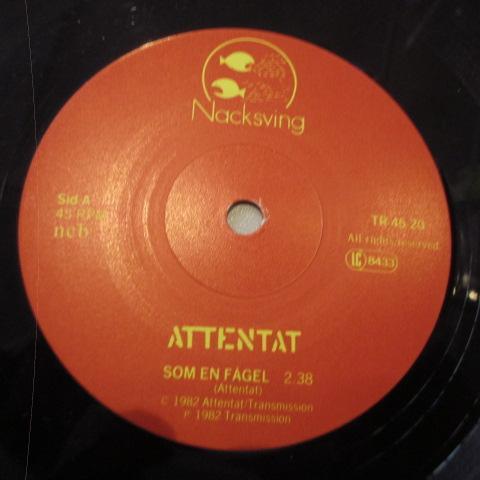 Nacksving
Sid A
45 RPM
ncb
TR 45 20
All rights reserved
LC 8433
ATTENTAT
SOM EN FÅGEL 2.38
(Attentat)
C 1982 Attentat/Transmission
P 1982 Transmission